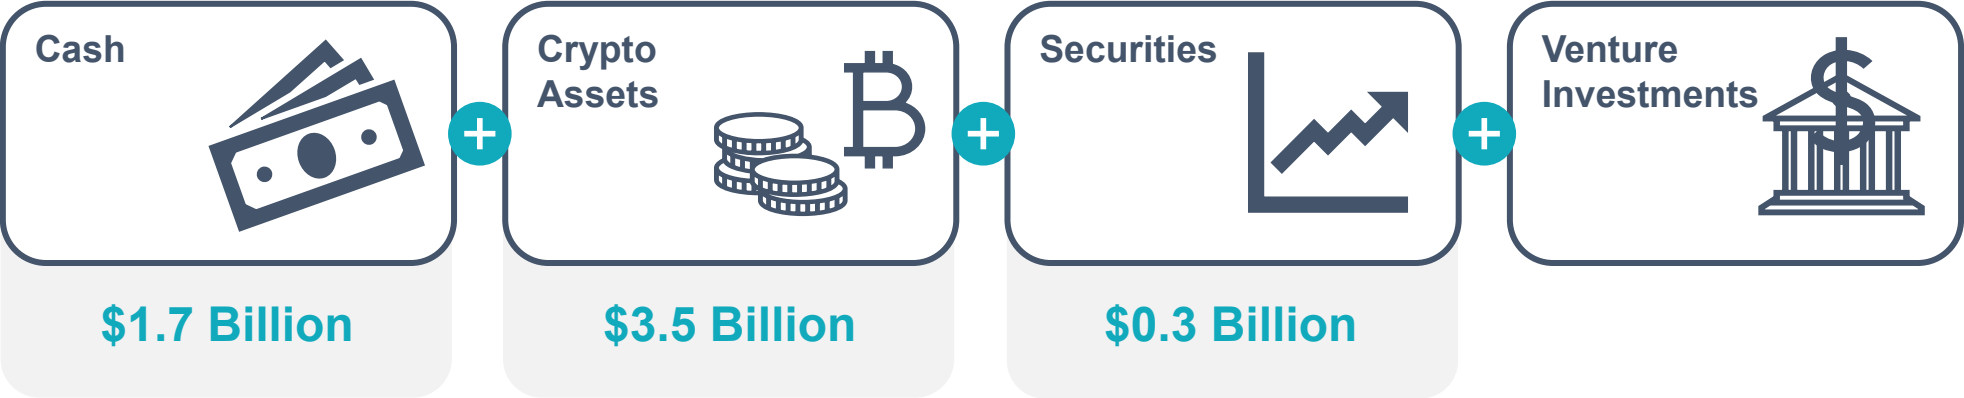 Cash
$1.7 Billion
Crypto
Assets
$3.5 Billion
Securities
$0.3 Billion
Venture
Investments